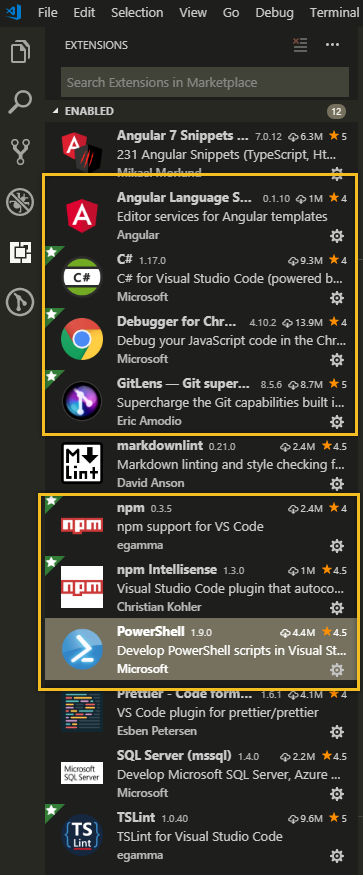 File Edit Selection View Go Debug Terminal
EXTENSIONS
Search Extensions in Marketplace
ENABLED 12
Angular 7 Snippets ... 7.0.12 6.3M 5
231 Angular Snippets (TypeScript, Ht...
Mikael Morlund
Angular Language S... 0.1.10 1M 4
Editor services for Angular templates
Angular
C# 1.17.0 9.3M 4
C# for Visual Studio Code (powered b...
Microsoft
Debugger for Chr... 4.10.2 13.9M 4
Debug your JavaScript code in the Chr...
Microsoft
GitLens — Git super... 8.5.6 8.7M 5
Supercharge the Git capabilities built i...
Eric Amodio
markdownlint 0.21.0 2.4M 4.5
Markdown linting and style checking f...
David Anson
npm 0.3.5 2.4M 4
npm support for VS Code
egamma
npm Intellisense 1.3.0 1M 4.5
Visual Studio Code plugin that autoco...
Christian Kohler
PowerShell 1.9.0 4.4M 4.5
Develop PowerShell scripts in Visual St...
Microsoft
Prettier - Code form... 1.6.1 4.1M 4
VS Code plugin for prettier/prettier
Esben Petersen
SQL Server (mssql) 1.4.0 2.2M 4.5
Microsoft SQL Server
Develop Microsoft SQL Server, Azure ...
Microsoft
TSLint 1.0.40 9.6M 5
TSLint for Visual Studio Code
egamma